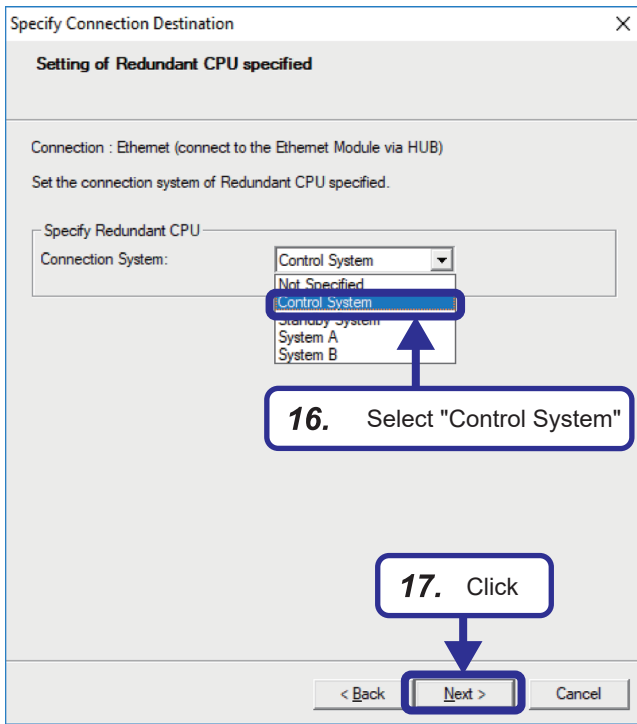 Specify Connection Destination
Setting of Redundant CPU specified
Connection : Ethernet (connect to the Ethernet Module via HUB)
Set the connection system of Redundant CPU specified.
Specify Redundant CPU
Connection System:
Control System
Not Specified
Control System
Standby System
System A
System B
16. Select "Control System"
17. Click
< Back
Next >
Cancel